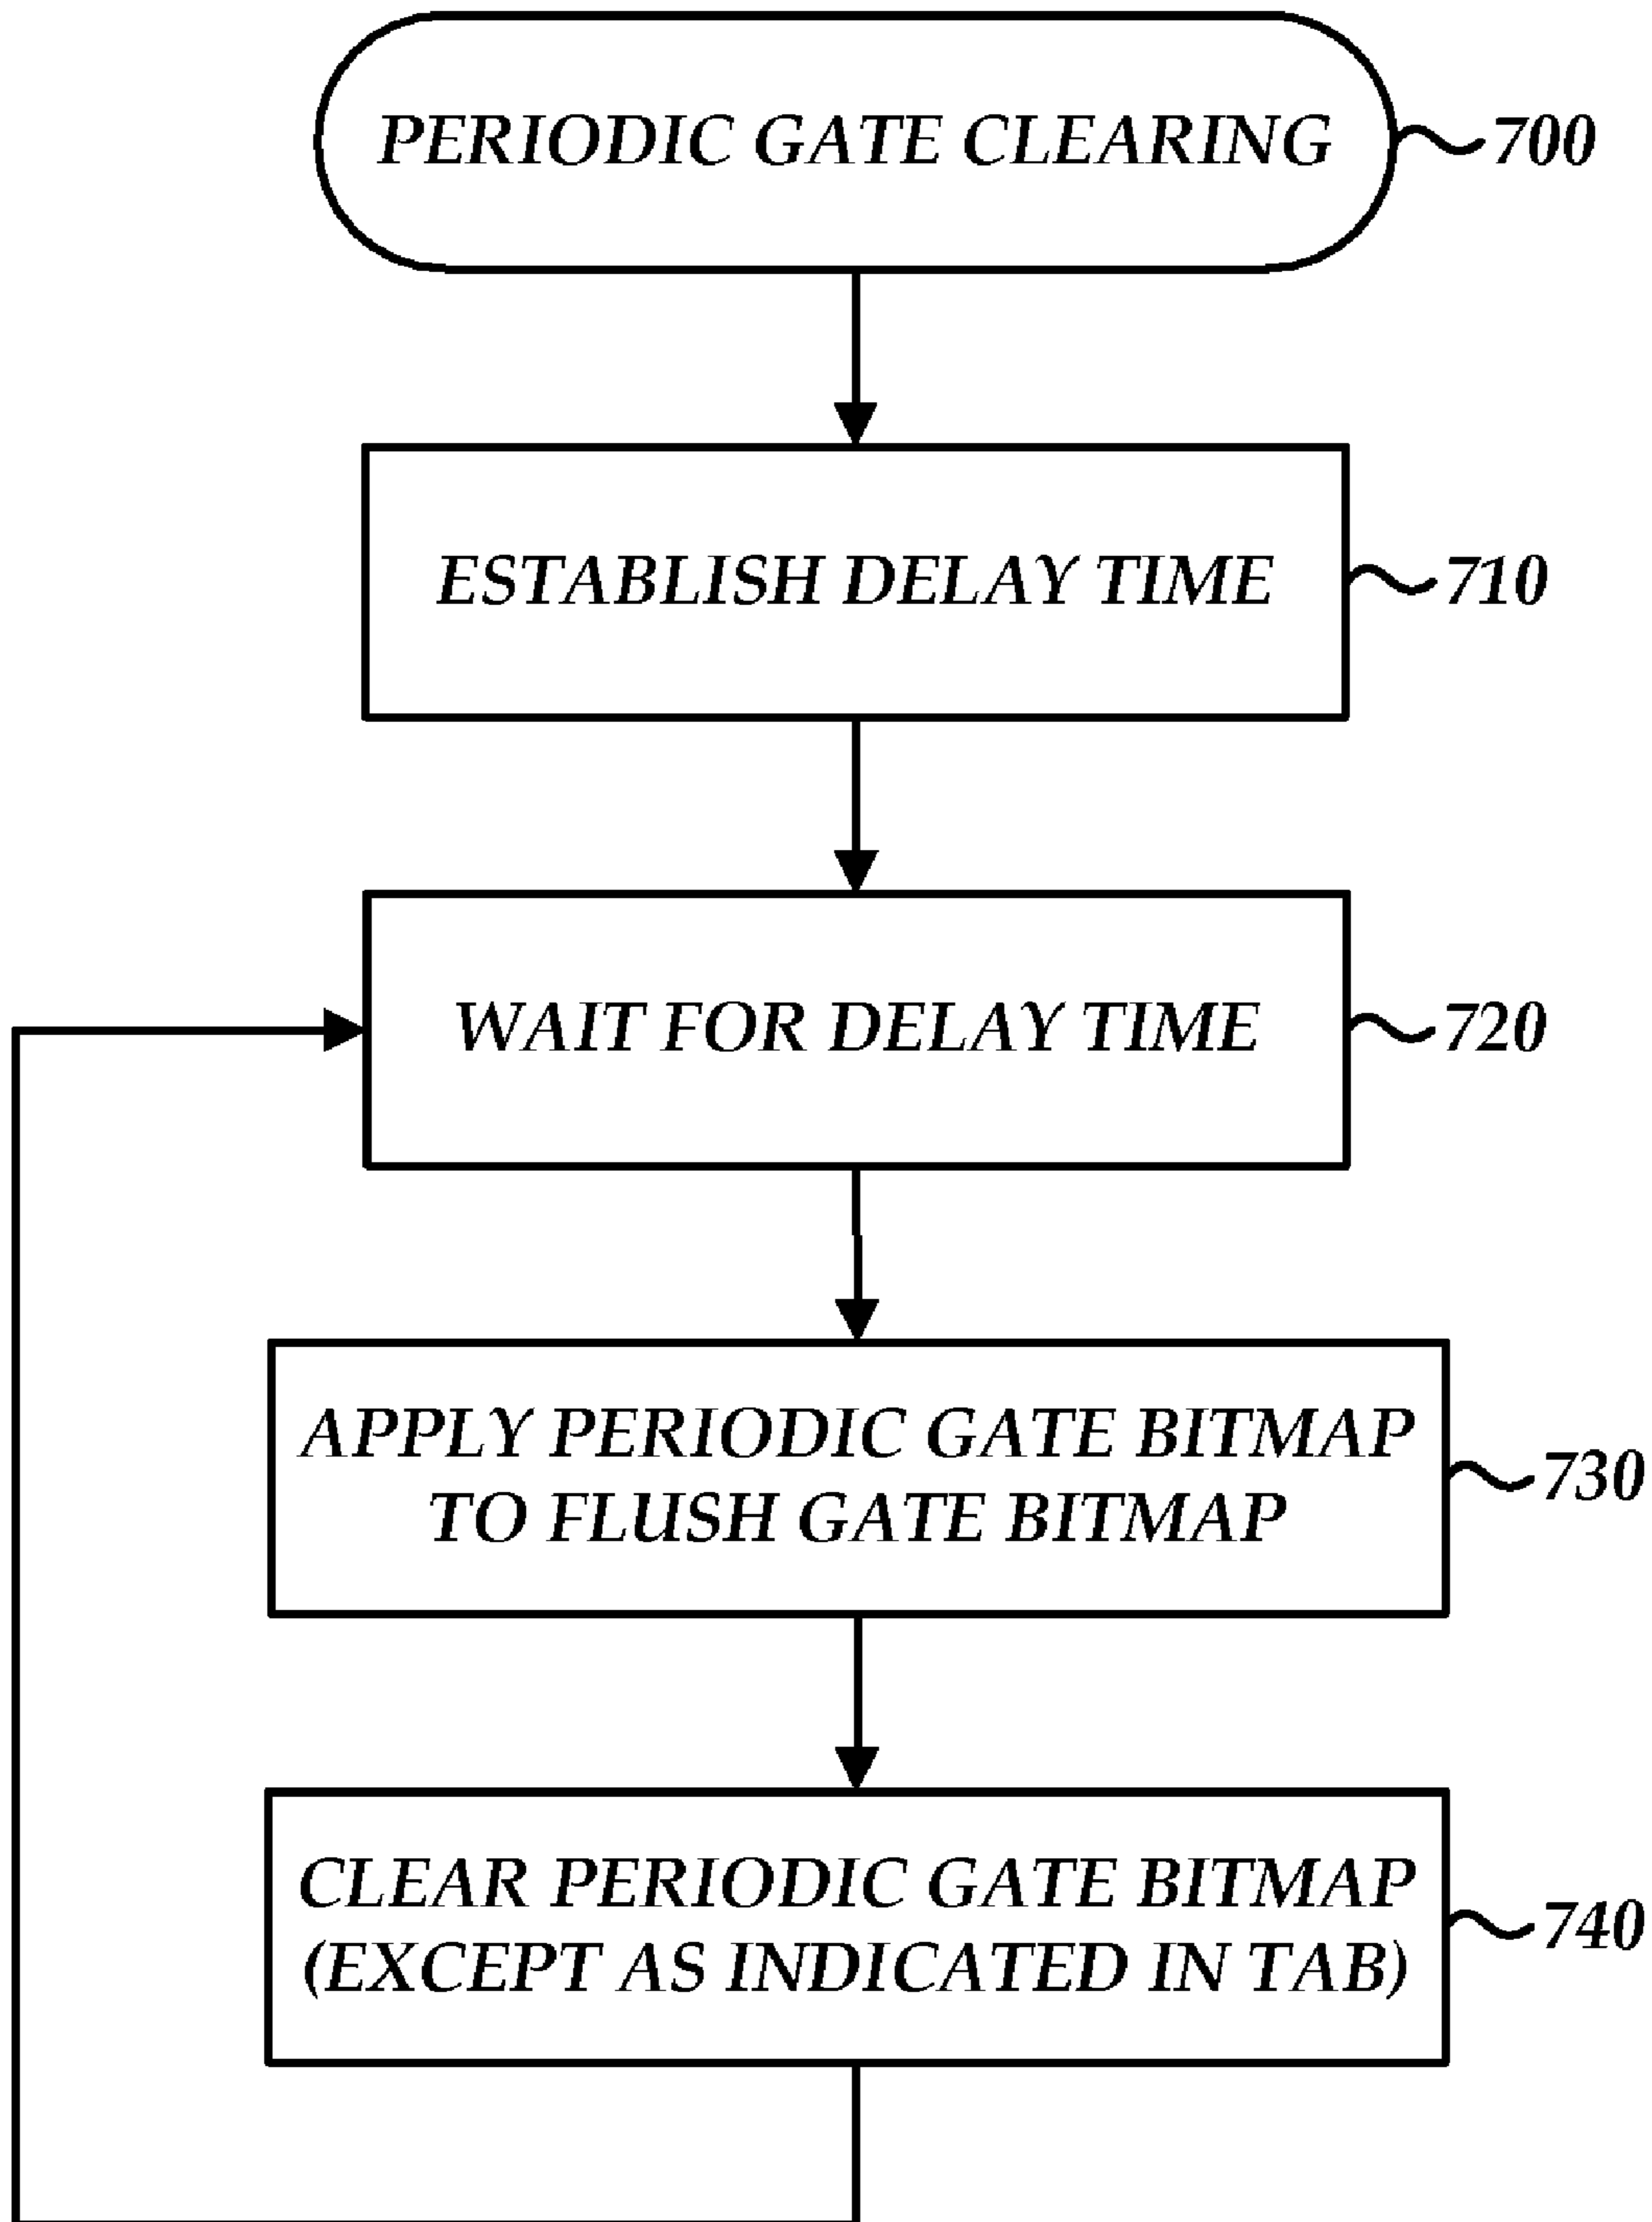 PERIODIC GATE CLEARING
700
ESTABLISH DELAY TIME
710
WAIT FOR DELAY TIME
720
APPLY PERIODIC GATE BITMAP
TO FLUSH GATE BITMAP
730
CLEAR PERIODIC GATE BITMAP
(EXCEPT AS INDICATED IN TAB)
740